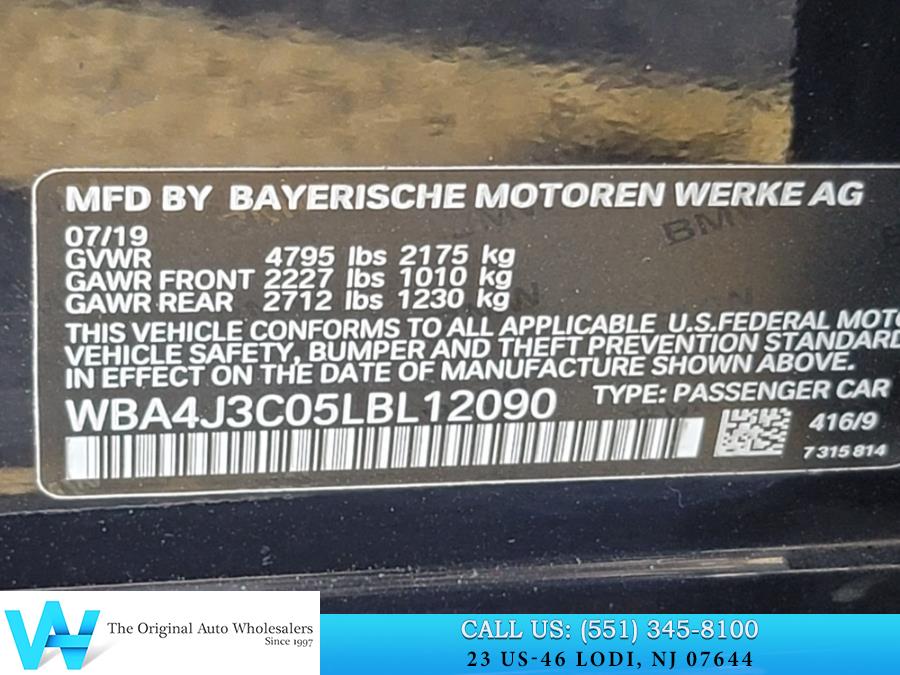 MFD BY BAYERISCHE MOTOREN WERKE AG
07/19
GVWR 4795 lbs 2175 kg
GAWR FRONT 2227 lbs 1010 kg
GAWR REAR 2712 lbs 1230 kg
THIS VEHICLE CONFORMS TO ALL APPLICABLE U.S.FEDERAL MOTO
VEHICLE SAFETY, BUMPER AND THEFT PREVENTION STANDARD
IN EFFECT ON THE DATE OF MANUFACTURE SHOWN ABOVE.
WBA4J3C05LBL12090 TYPE: PASSENGER CAR
416/9
7 315 814
BMW
The Original Auto Wholesalers
Since 1997
CALL US: (551) 345-8100
23 US-46 LODI, NJ 07644